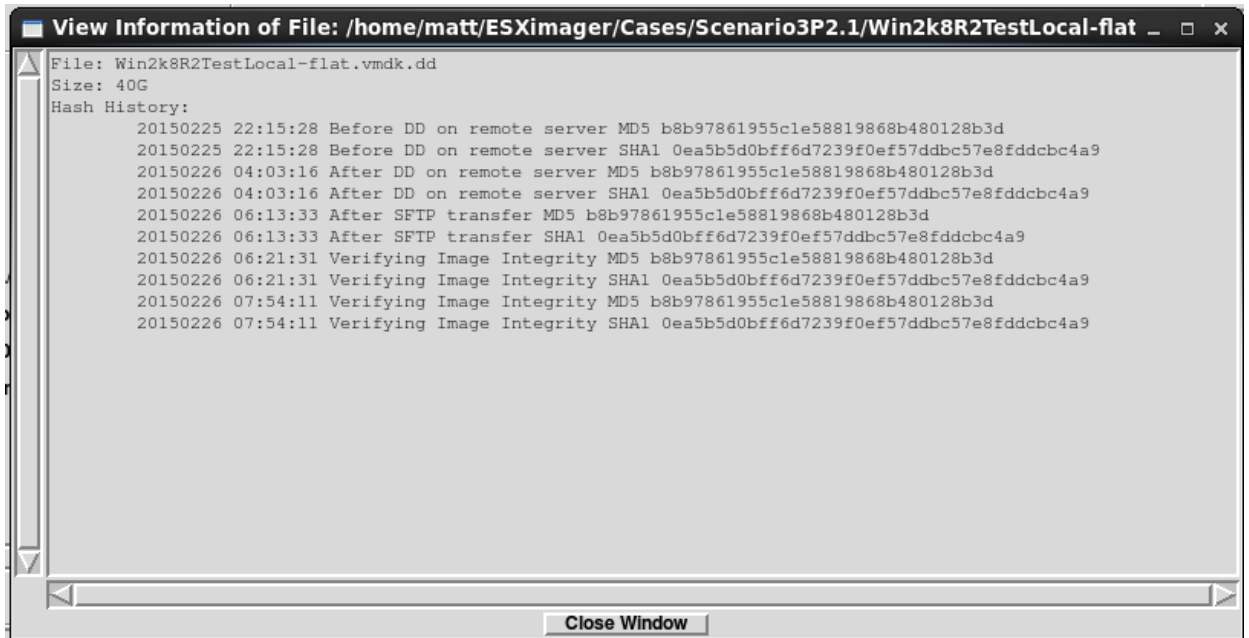 View Information of File: /home/matt/ESXimager/Cases/Scenario3P2.1/Win2k8R2TestLocal-flat
File: Win2k8R2TestLocal-flat.vmdk.dd
Size: 40G
Hash History:
20150225 22:15:28 Before DD on remote server MD5 b8b97861955c1e58819868b480128b3d
20150225 22:15:28 Before DD on remote server SHA1 0ea5b5d0bff6d7239f0ef57ddbc57e8fddcbc4a9
20150226 04:03:16 After DD on remote server MD5 b8b97861955c1e58819868b480128b3d
20150226 04:03:16 After DD on remote server SHA1 0ea5b5d0bff6d7239f0ef57ddbc57e8fddcbc4a9
20150226 06:13:33 After SFTP transfer MD5 b8b97861955c1e58819868b480128b3d
20150226 06:13:33 After SFTP transfer SHA1 0ea5b5d0bff6d7239f0ef57ddbc57e8fddcbc4a9
20150226 06:21:31 Verifying Image Integrity MD5 b8b97861955c1e58819868b480128b3d
20150226 06:21:31 Verifying Image Integrity SHA1 0ea5b5d0bff6d7239f0ef57ddbc57e8fddcbc4a9
20150226 07:54:11 Verifying Image Integrity MD5 b8b97861955c1e58819868b480128b3d
20150226 07:54:11 Verifying Image Integrity SHA1 0ea5b5d0bff6d7239f0ef57ddbc57e8fddcbc4a9
Close Window